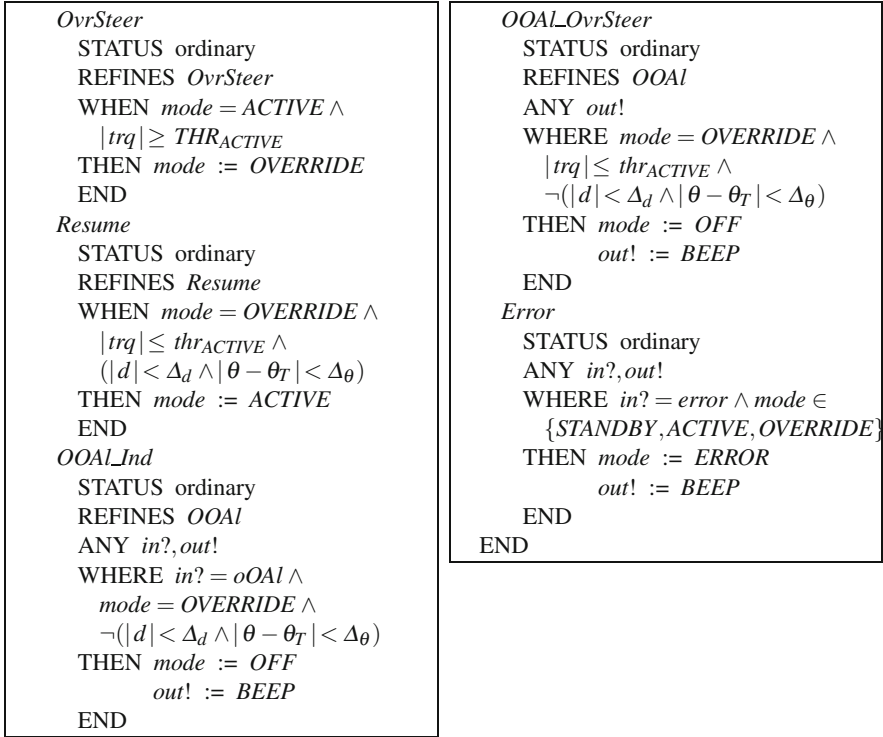 OvrSteer
STATUS ordinary
REFINES OvrSteer
WHEN mode = ACTIVE ∧
|trq| ≥ THR_ACTIVE
THEN mode := OVERRIDE
END
Resume
STATUS ordinary
REFINES Resume
WHEN mode = OVERRIDE ∧
|trq| ≤ thr_ACTIVE ∧
(|d| < Δ_d ∧ |θ − θ_T| < Δ_θ)
THEN mode := ACTIVE
END
OOAl_Ind
STATUS ordinary
REFINES OOAl
ANY in?,out!
WHERE in? = oOAl ∧
mode = OVERRIDE ∧
¬(|d| < Δ_d ∧ |θ − θ_T| < Δ_θ)
THEN mode := OFF
out! := BEEP
END
OOAl_OvrSteer
STATUS ordinary
REFINES OOAl
ANY out!
WHERE mode = OVERRIDE ∧
|trq| ≤ thr_ACTIVE ∧
¬(|d| < Δ_d ∧ |θ − θ_T| < Δ_θ)
THEN mode := OFF
out! := BEEP
END
Error
STATUS ordinary
ANY in?,out!
WHERE in? = error ∧ mode ∈
{STANDBY,ACTIVE,OVERRIDE}
THEN mode := ERROR
out! := BEEP
END
END